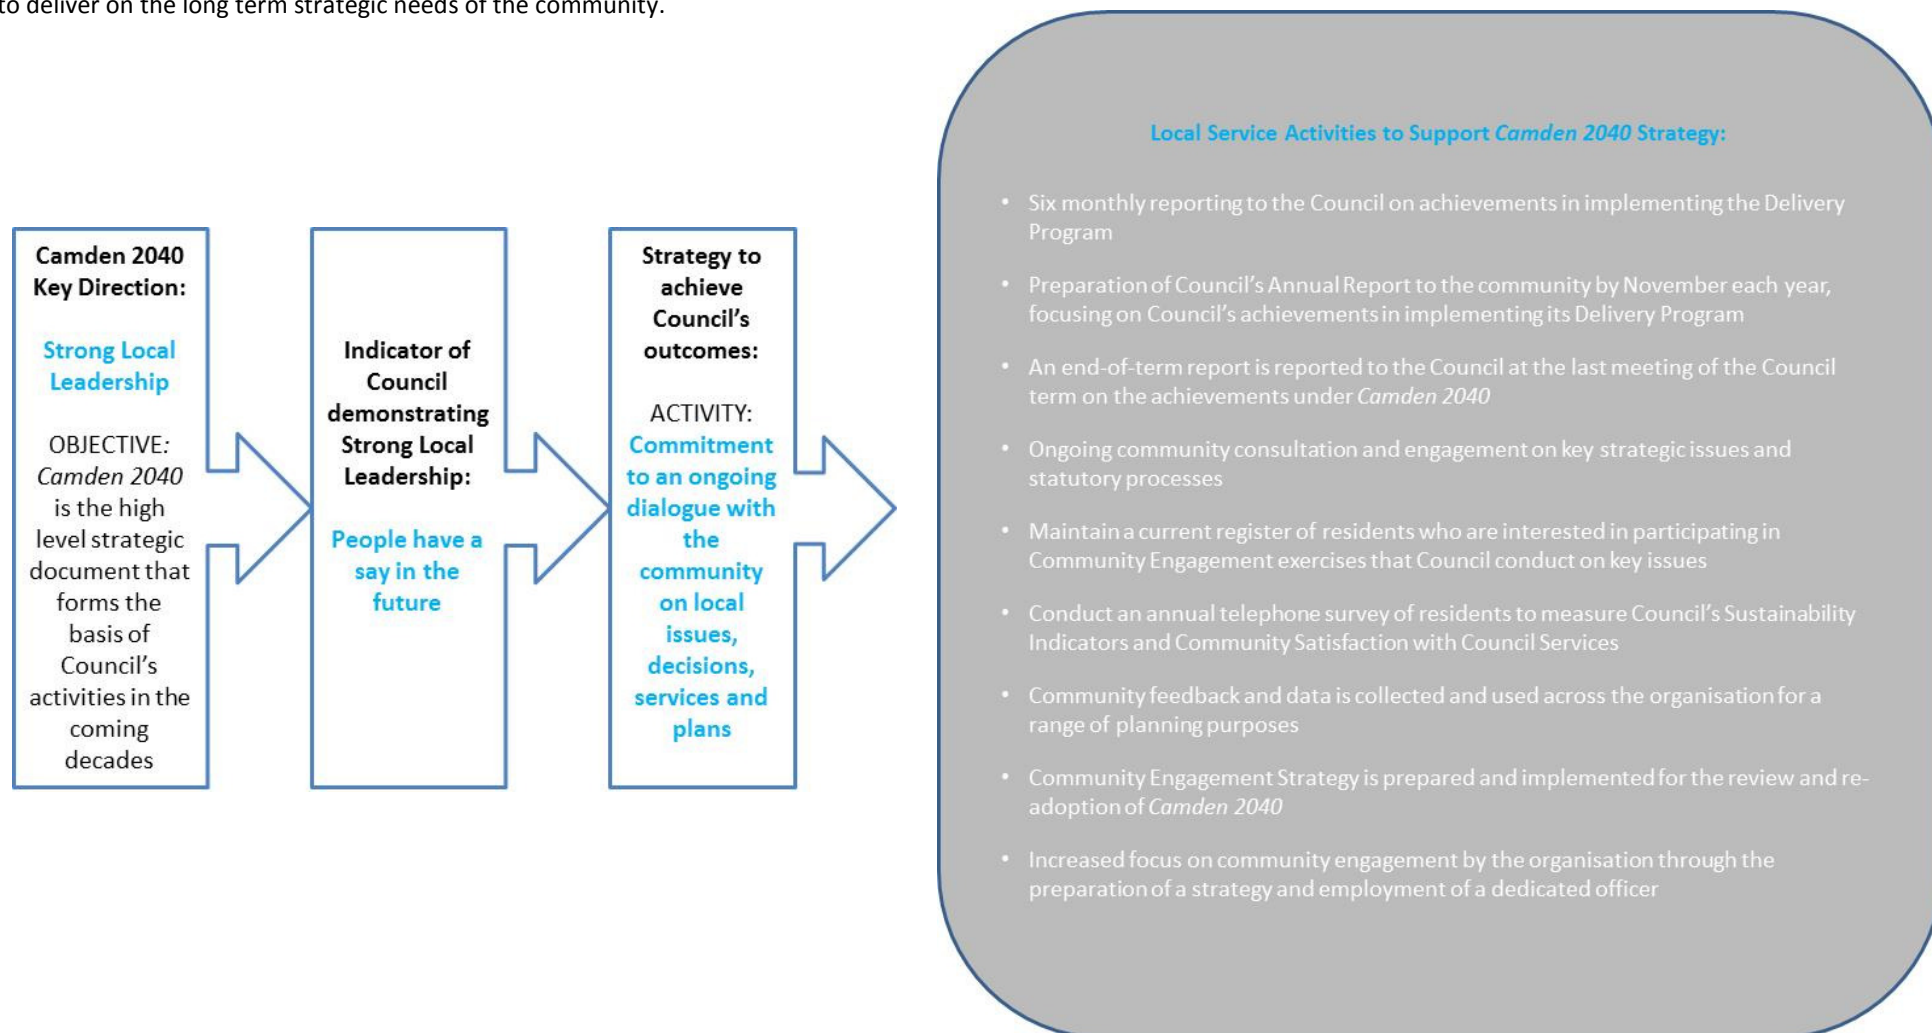 to deliver on the long term strategic needs of the community.
Camden 2040
Key Direction:
Strong Local
Leadership
OBJECTIVE:
Camden 2040
is the high
level strategic
document that
forms the
basis of
Council's
activities in the
coming
decades
Indicator of
Council
demonstrating
Strong Local
Leadership:
People have a
say in the
future
Strategy to
achieve
Council's
outcomes:
ACTIVITY:
Commitment
to an ongoing
dialogue with
the
community
on local
issues,
decisions,
services and
plans
Local Service Activities to Support Camden 2040 Strategy:
• Six monthly reporting to the Council on achievements in implementing the Delivery
Program
• Preparation of Council's Annual Report to the community by November each year,
focusing on Council's achievements in implementing its Delivery Program
• An end-of-term report is reported to the Council at the last meeting of the Council
term on the achievements under Camden 2040
• Ongoing community consultation and engagement on key strategic issues and
statutory processes
• Maintain a current register of residents who are interested in participating in
Community Engagement exercises that Council conduct on key issues
• Conduct an annual telephone survey of residents to measure Council's Sustainability
Indicators and Community Satisfaction with Council Services
• Community feedback and data is collected and used across the organisation for a
range of planning purposes
• Community Engagement Strategy is prepared and implemented for the review and re-
adoption of Camden 2040
• Increased focus on community engagement by the organisation through the
preparation of a strategy and employment of a dedicated officer